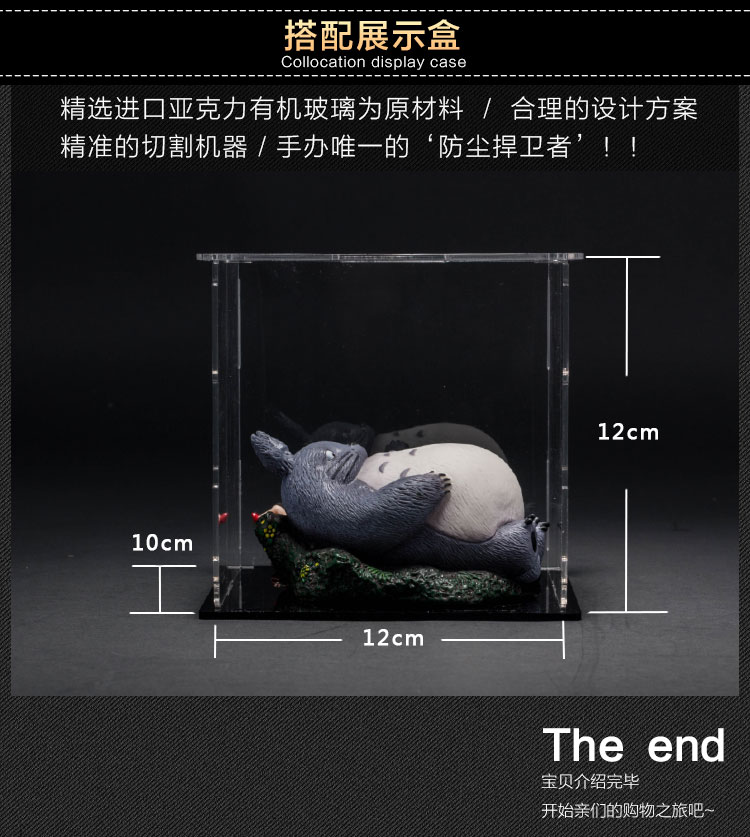 搭配展示盒
Collocation display case
精选进口亚克力有机玻璃为原材料 / 合理的设计方案
精准的切割机器 / 手办唯一的‘防尘捍卫者’！！
12cm
10cm
12cm
The end
宝贝介绍完毕
开始亲们的购物之旅吧~